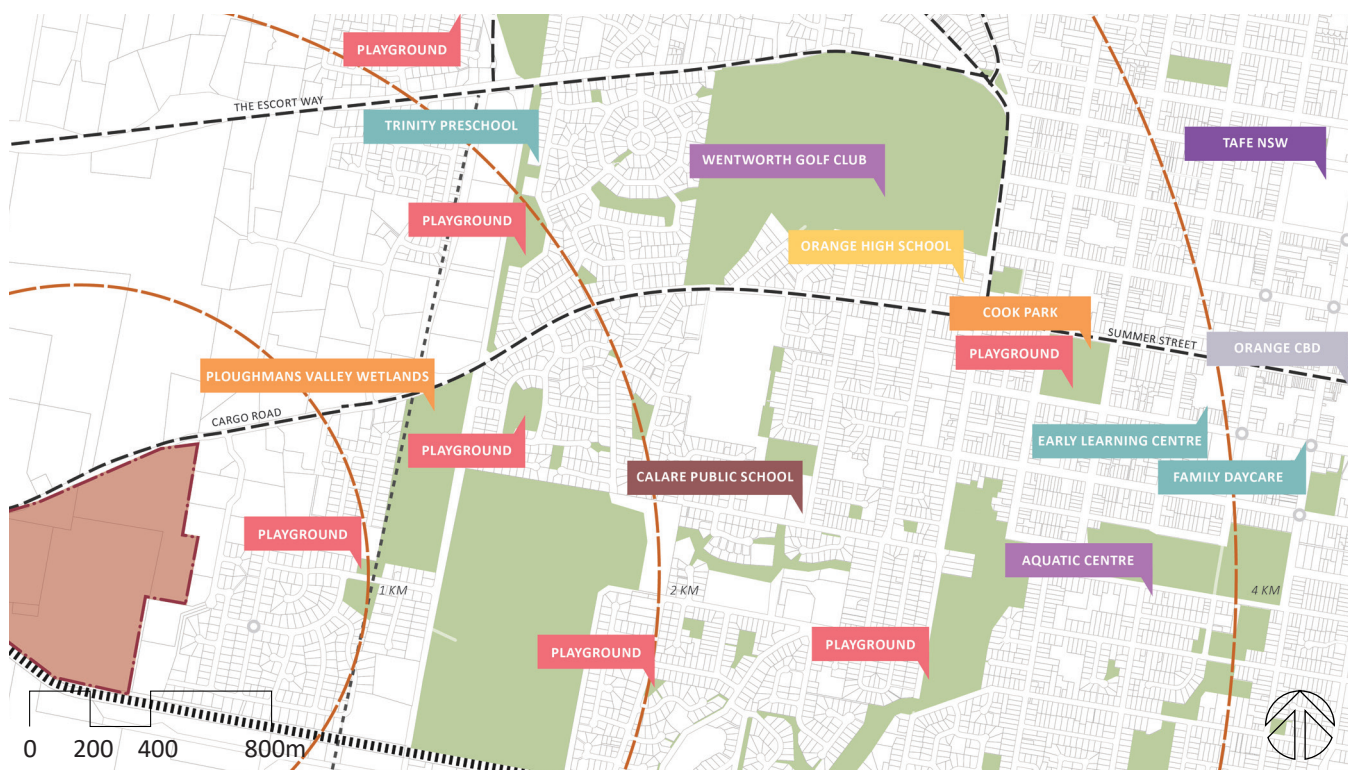 PLAYGROUND
THE ESCORT WAY
TRINITY PRESCHOOL
TAFE NSW
WENTWORTH GOLF CLUB
PLAYGROUND
ORANGE HIGH SCHOOL
COOK PARK
SUMMER STREET
ORANGE CBD
PLAYGROUND
PLOUGHMANS VALLEY WETLANDS
CARGO ROAD
EARLY LEARNING CENTRE
PLAYGROUND
CALARE PUBLIC SCHOOL
FAMILY DAYCARE
PLAYGROUND
AQUATIC CENTRE
1 KM
2 KM
4 KM
PLAYGROUND
PLAYGROUND
0 200 400 800m